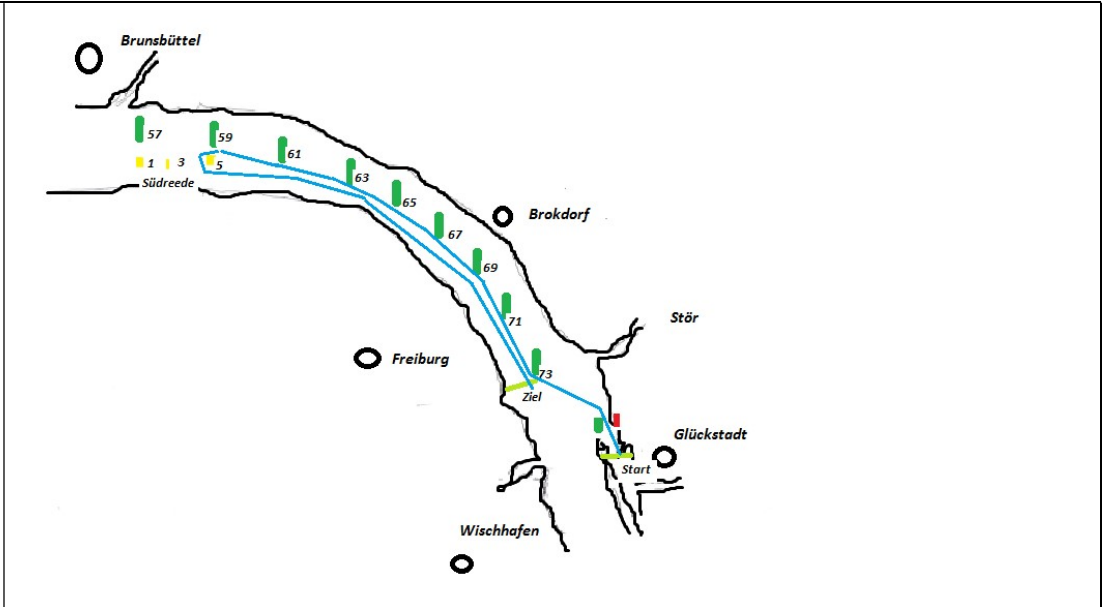 Brunsbüttel
57
59
1
3
5
61
Südreede
63
65
Brokdorf
67
69
71
Stör
Freiburg
73
Ziel
Glückstadt
Start
Wischhafen